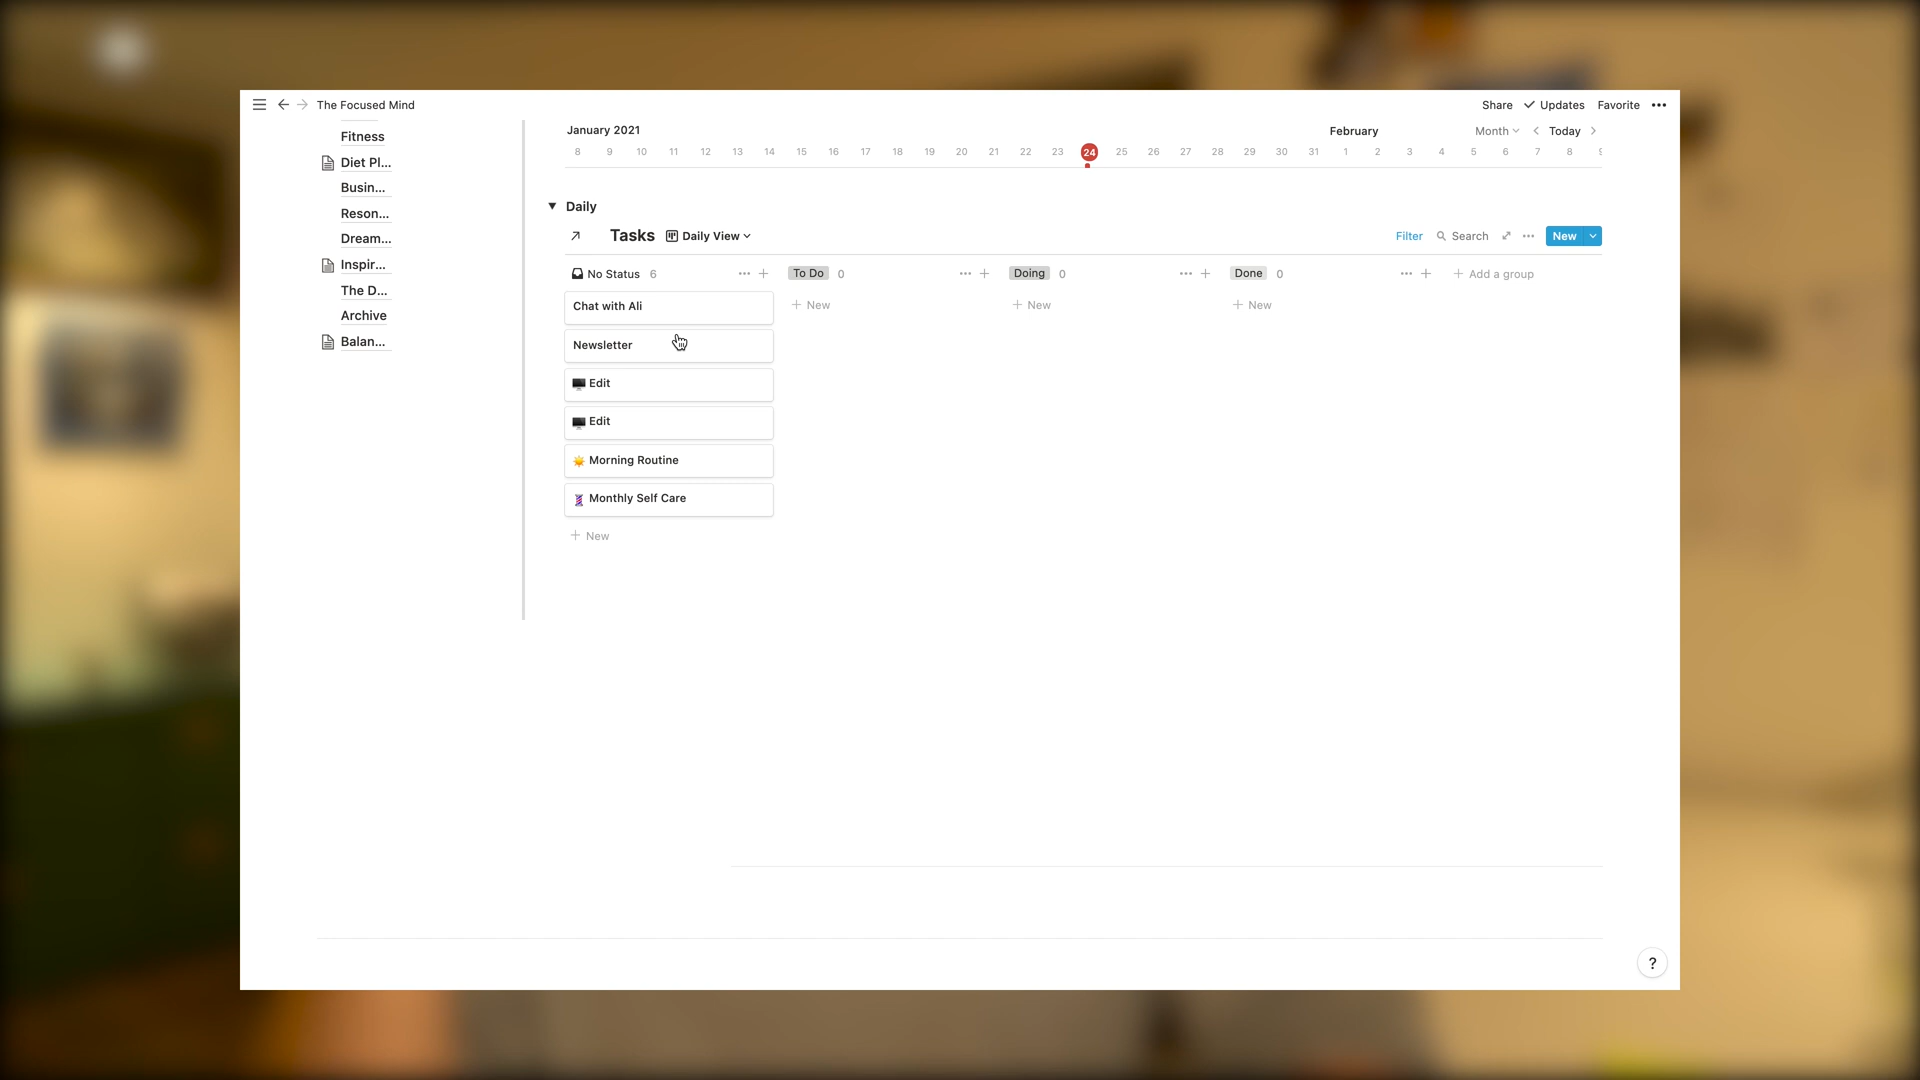 The Focused Mind
Share Updates Favorite
Fitness
Diet Pl...
Busin...
Reson...
Dream...
Inspir...
The D...
Archive
Balan...
January 2021 February Month Today
8 9 10 11 12 13 14 15 16 17 18 19 20 21 22 23 24 25 26 27 28 29 30 31 1 2 3 4 5 6 7 8 9
Daily
Tasks Daily View Filter Search New
No Status 6 To Do 0 Doing 0 Done 0 + Add a group
Chat with Ali + New + New + New
Newsletter
Edit
Edit
Morning Routine
Monthly Self Care
+ New
?